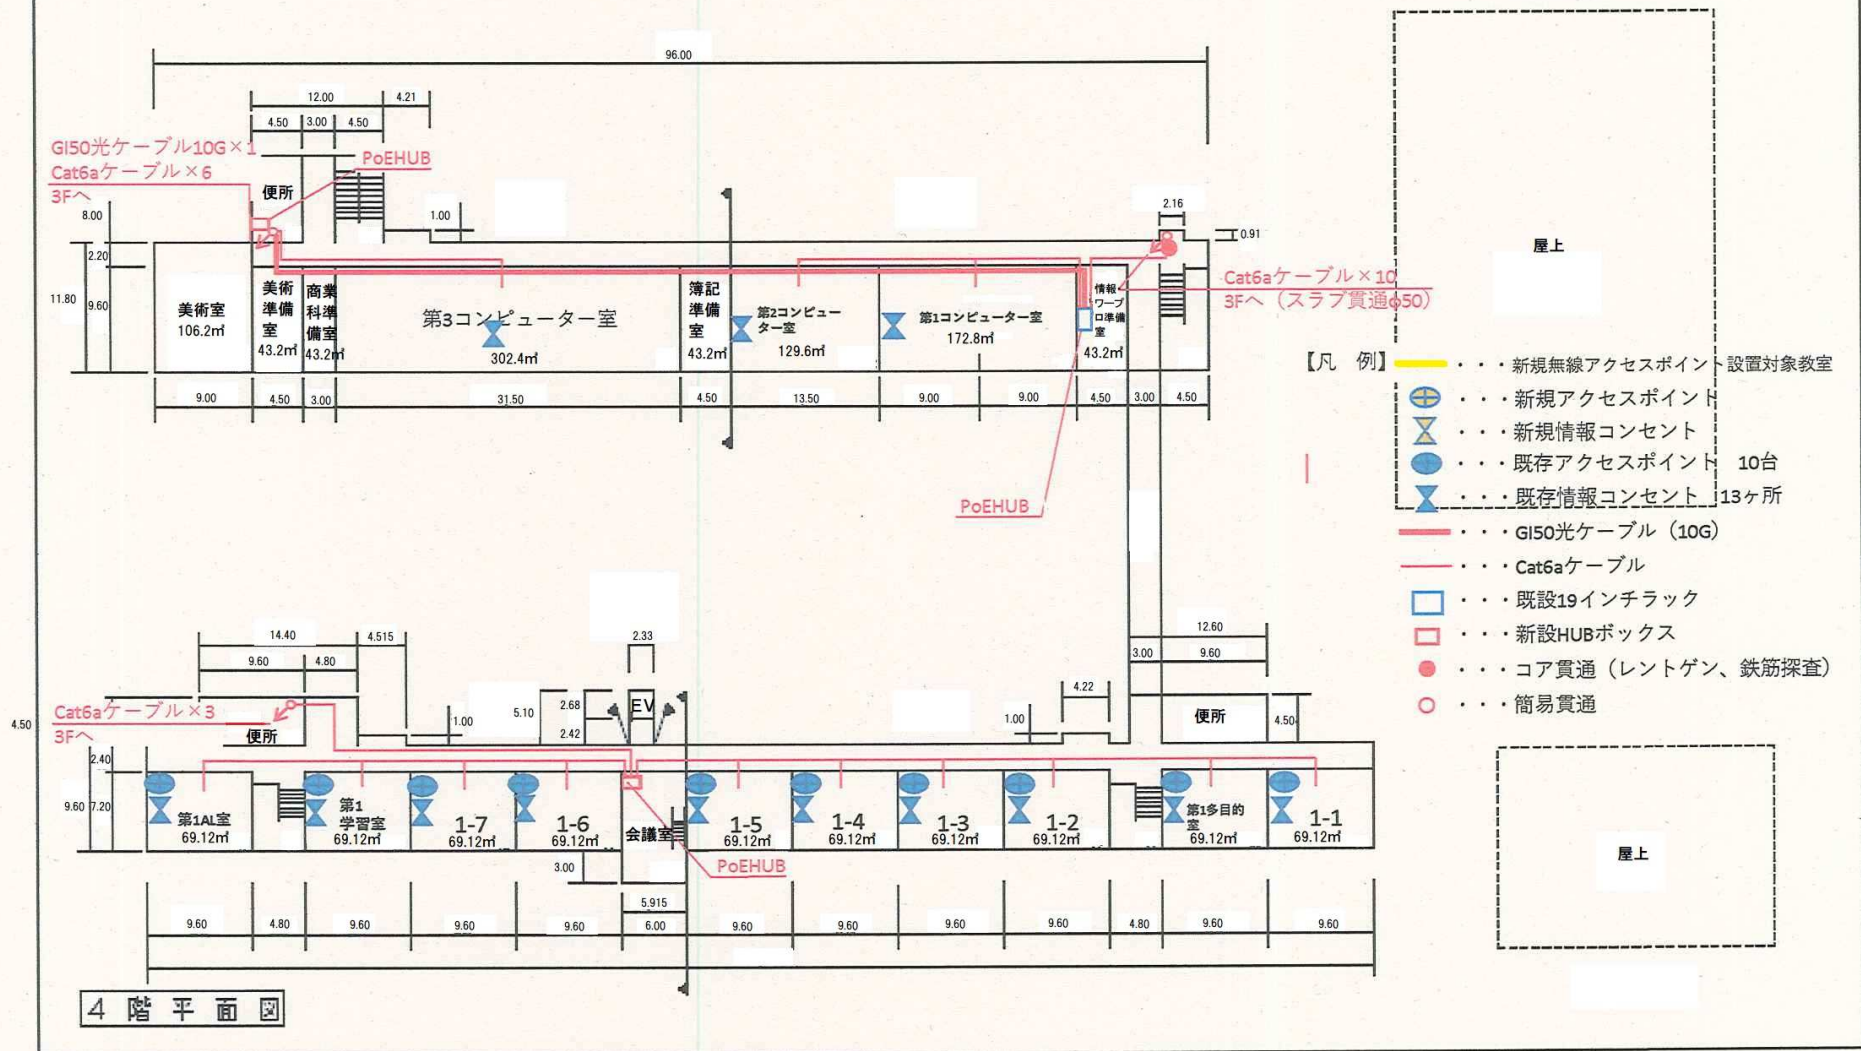 96.00
12.00
4.21
4.50
3.00
4.50
GI50光ケーブル10G×1
Cat6aケーブル×6
3Fへ
PoEHUB
便所
8.00
1.00
2.16
0.91
2.20
11.80
9.60
美術室
106.2㎡
美術
準備
室
43.2㎡
商業
科準
備室
43.2㎡
第3コンピューター室
302.4㎡
簿記
準備
室
43.2㎡
第2コンピュー
ター室
129.6㎡
第1コンピューター室
172.8㎡
情報・
ワープ
ロ準備
室
43.2㎡
Cat6aケーブル×10
3Fへ（スラブ貫通φ50）
9.00
4.50
3.00
31.50
4.50
13.50
9.00
9.00
4.50
3.00
4.50
PoEHUB
屋上
【凡　例】
・・・新規無線アクセスポイント設置対象教室
・・・新規アクセスポイント
・・・新規情報コンセント
・・・既存アクセスポイント　10台
・・・既存情報コンセント　13ヶ所
・・・GI50光ケーブル（10G）
・・・Cat6aケーブル
・・・既設19インチラック
・・・新設HUBボックス
・・・コア貫通（レントゲン、鉄筋探査）
・・・簡易貫通
屋上
14.40
4.515
9.60
4.80
2.33
12.60
3.00
9.60
4.22
Cat6aケーブル×3
3Fへ
便所
4.50
1.00
5.10
2.68
2.42
EV
1.00
便所
4.50
2.40
9.60
7.20
第1AL室
69.12㎡
第1
学習室
69.12㎡
1-7
69.12㎡
1-6
69.12㎡
会議室
1-5
69.12㎡
1-4
69.12㎡
1-3
69.12㎡
1-2
69.12㎡
第1多目的
室
69.12㎡
1-1
69.12㎡
3.00
PoEHUB
5.915
9.60
4.80
9.60
9.60
9.60
6.00
9.60
9.60
9.60
9.60
4.80
9.60
9.60
4階平面図